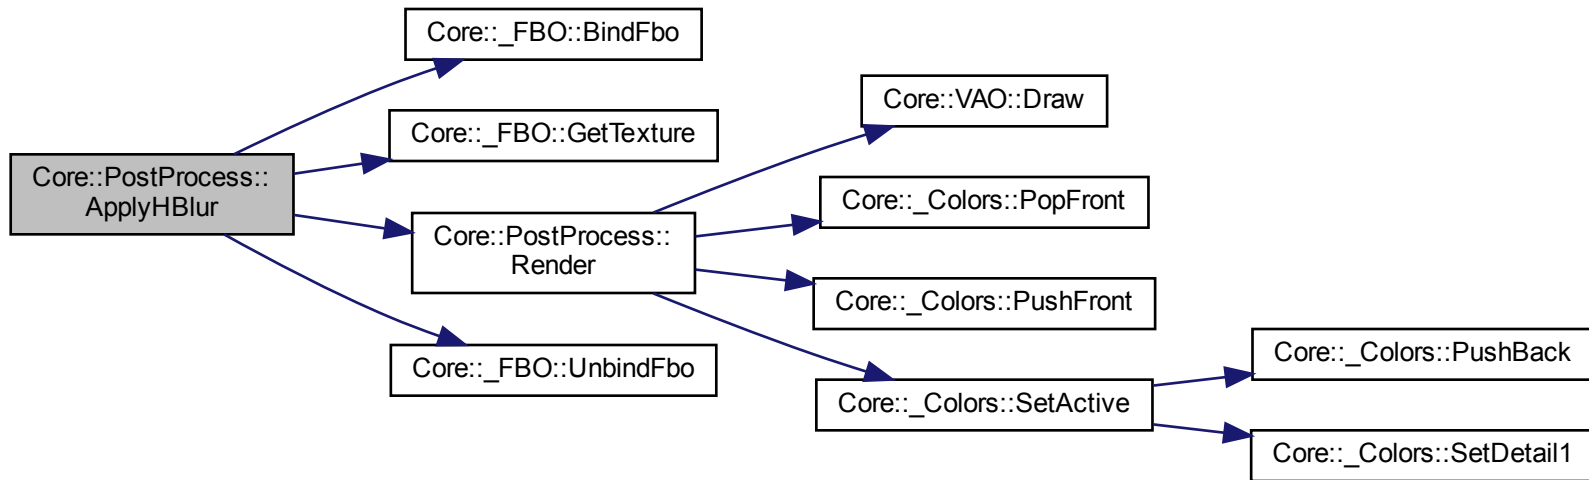 Core::_FBO::BindFbo
Core::VAO::Draw
Core::_FBO::GetTexture
Core::PostProcess::
ApplyHBlur
Core::_Colors::PopFront
Core::PostProcess::
Render
Core::_Colors::PushFront
Core::_FBO::UnbindFbo
Core::_Colors::PushBack
Core::_Colors::SetActive
Core::_Colors::SetDetail1